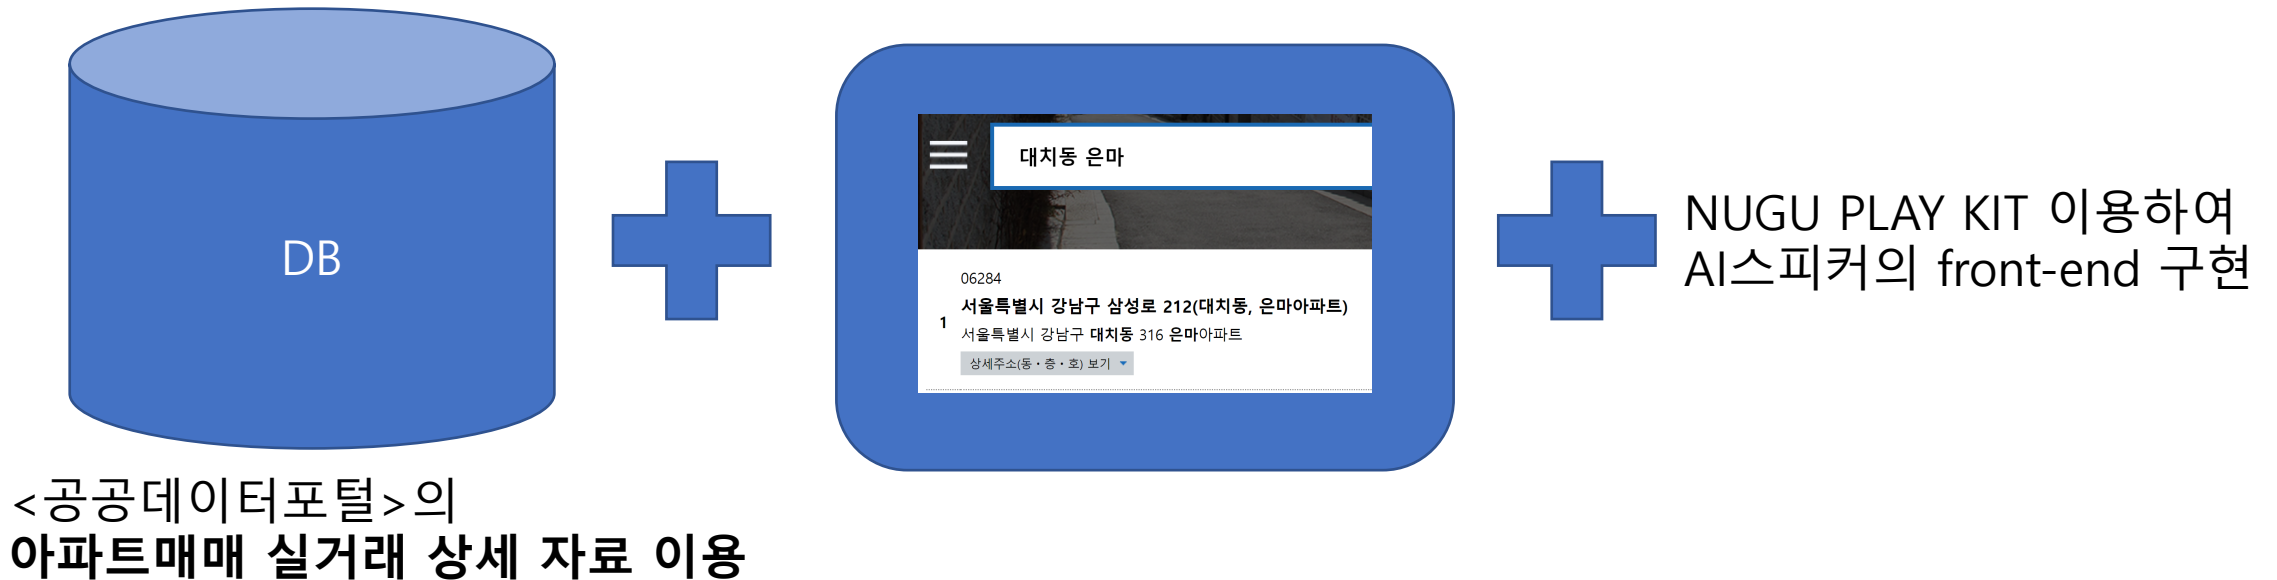 DB
<공공데이터포털>의
아파트매매 실거래 상세 자료 이용
대치동 은마
06284
1
서울특별시 강남구 삼성로 212(대치동, 은마아파트)
서울특별시 강남구 대치동 316 은마아파트
상세주소(동・층・호) 보기
NUGU PLAY KIT 이용하여
AI스피커의 front-end 구현